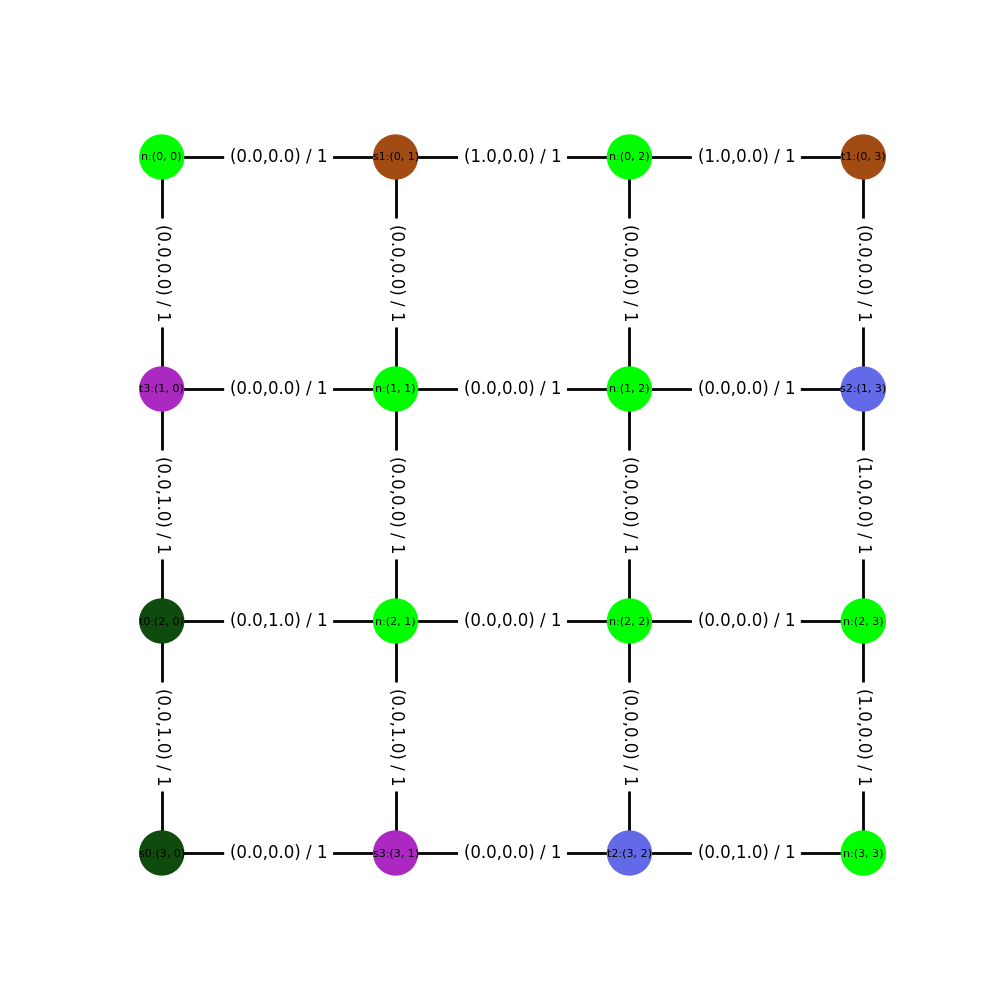 n:(0, 0) (0.0,0.0) / 1 s1:(0, 1) (1.0,0.0) / 1 n:(0, 2) (1.0,0.0) / 1 t1:(0, 3)
(0.0,0.0) / 1 (0.0,0.0) / 1 (0.0,0.0) / 1 (0.0,0.0) / 1
t3:(1, 0) (0.0,0.0) / 1 n:(1, 1) (0.0,0.0) / 1 n:(1, 2) (0.0,0.0) / 1 s2:(1, 3)
(0.0,1.0) / 1 (0.0,0.0) / 1 (0.0,0.0) / 1 (1.0,0.0) / 1
t0:(2, 0) (0.0,1.0) / 1 n:(2, 1) (0.0,0.0) / 1 n:(2, 2) (0.0,0.0) / 1 n:(2, 3)
(0.0,1.0) / 1 (0.0,1.0) / 1 (0.0,0.0) / 1 (1.0,0.0) / 1
s0:(3, 0) (0.0,0.0) / 1 s3:(3, 1) (0.0,0.0) / 1 t2:(3, 2) (0.0,1.0) / 1 n:(3, 3)